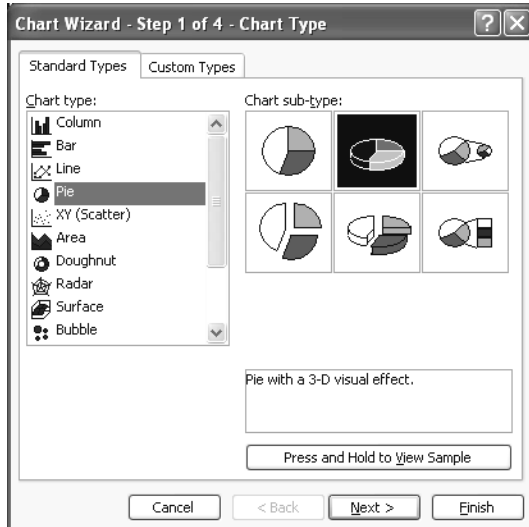 Chart Wizard - Step 1 of 4 - Chart Type
Standard Types
Custom Types
Chart type:
Column
Bar
Line
Pie
XY (Scatter)
Area
Doughnut
Radar
Surface
Bubble
Chart sub-type:
Pie with a 3-D visual effect.
Press and Hold to View Sample
Cancel
< Back
Next >
Finish